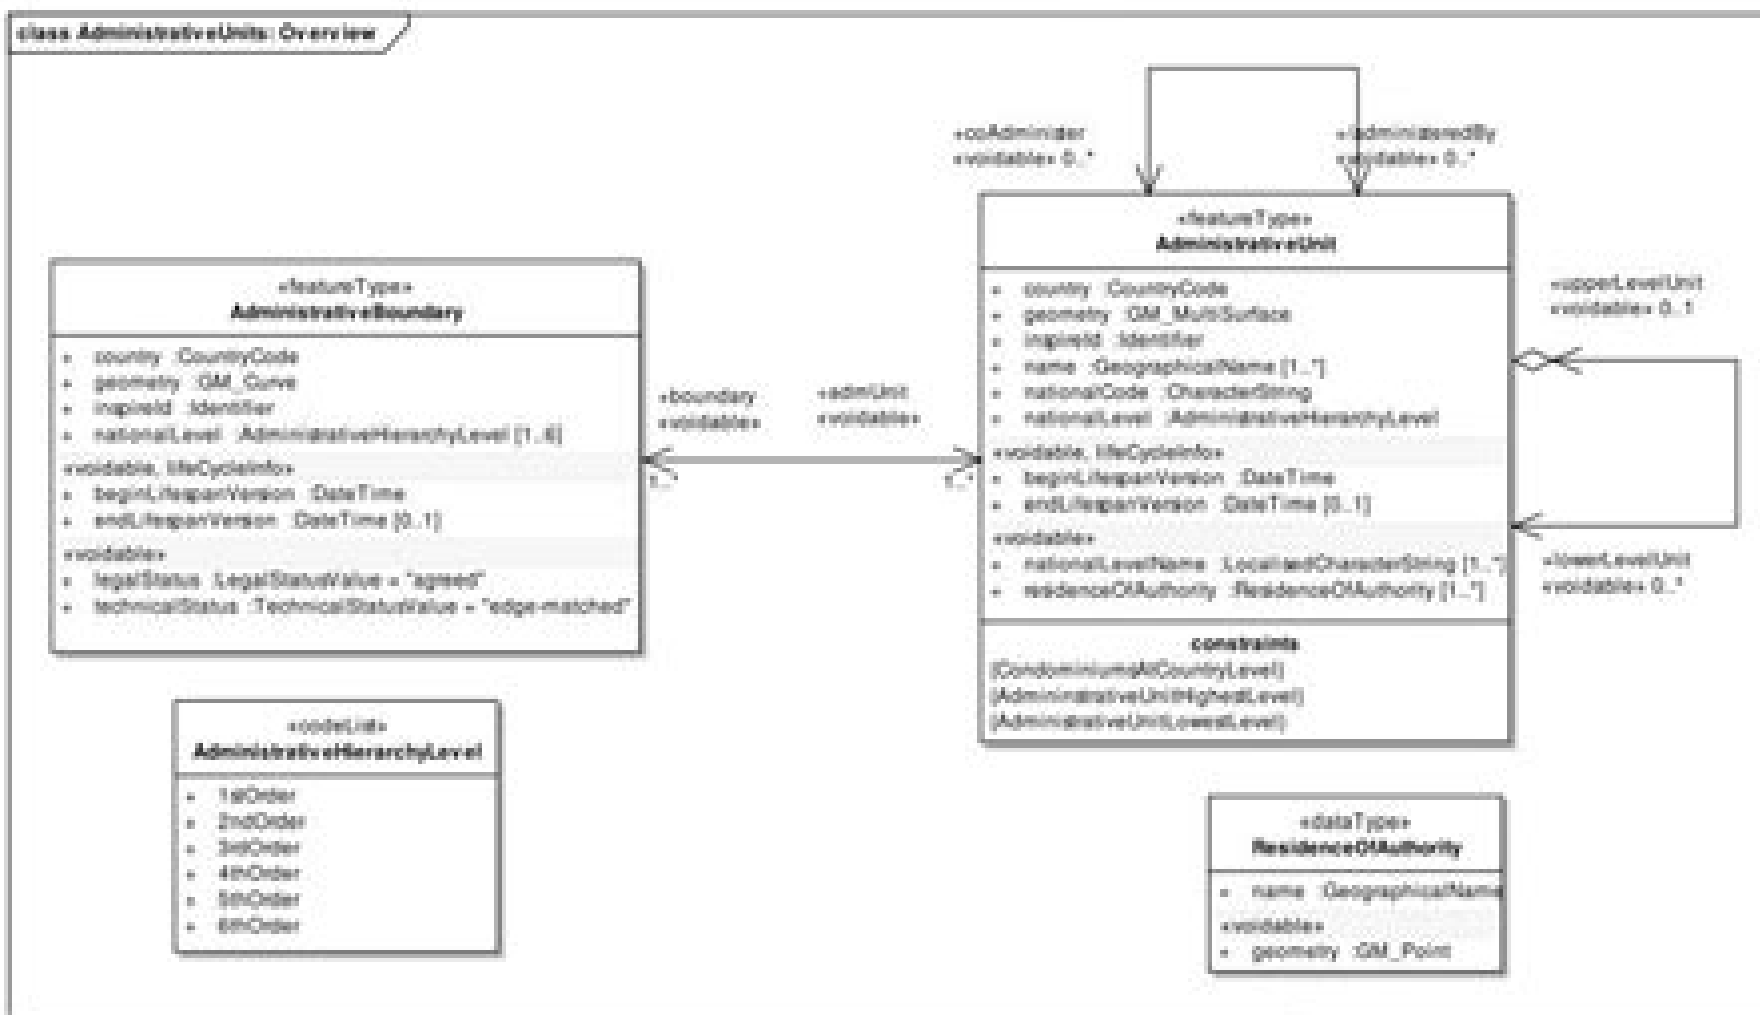 class AdministrativeUnits: Overview
+coAdminister
«voidable» 0..*
+administeredBy
«voidable» 0..*
«featureType»
AdministrativeUnit
+ country :CountryCode
+ geometry :GM_MultiSurface
+ inspireId :Identifier
+ name :GeographicalName [1..*]
+ nationalCode :CharacterString
+ nationalLevel :AdministrativeHierarchyLevel
«voidable, lifeCycleInfo»
+ beginLifespanVersion :DateTime
+ endLifespanVersion :DateTime [0..1]
«voidable»
+ nationalLevelName :LocalisedCharacterString [1..*]
+ residenceOfAuthority :ResidenceOfAuthority [1..*]
constraints
{CondominiumsAtCountryLevel}
{AdministrativeUnitHighestLevel}
{AdministrativeUnitLowestLevel}
+upperLevelUnit
«voidable» 0..1
+lowerLevelUnit
«voidable» 0..*
«featureType»
AdministrativeBoundary
+ country :CountryCode
+ geometry :GM_Curve
+ inspireId :Identifier
+ nationalLevel :AdministrativeHierarchyLevel [1..6]
«voidable, lifeCycleInfo»
+ beginLifespanVersion :DateTime
+ endLifespanVersion :DateTime [0..1]
«voidable»
+ legalStatus :LegalStatusValue = "agreed"
+ technicalStatus :TechnicalStatusValue = "edge-matched"
+boundary
«voidable»
1..*
+admUnit
«voidable»
1..*
«codeList»
AdministrativeHierarchyLevel
+ 1stOrder
+ 2ndOrder
+ 3rdOrder
+ 4thOrder
+ 5thOrder
+ 6thOrder
«dataType»
ResidenceOfAuthority
+ name :GeographicalName
«voidable»
+ geometry :GM_Point